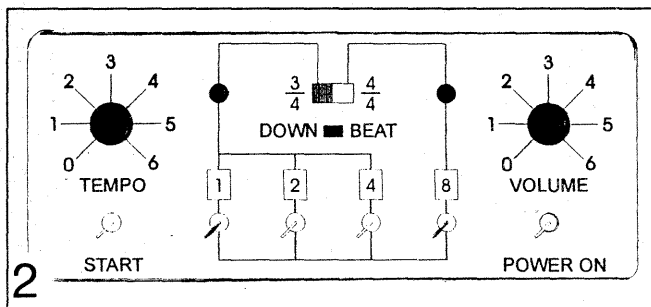 3 3
2 4 2 4
3/4 4/4
1 5 1 5
DOWN BEAT
0 6 0 6
TEMPO 1 2 4 8 VOLUME
START POWER ON
2